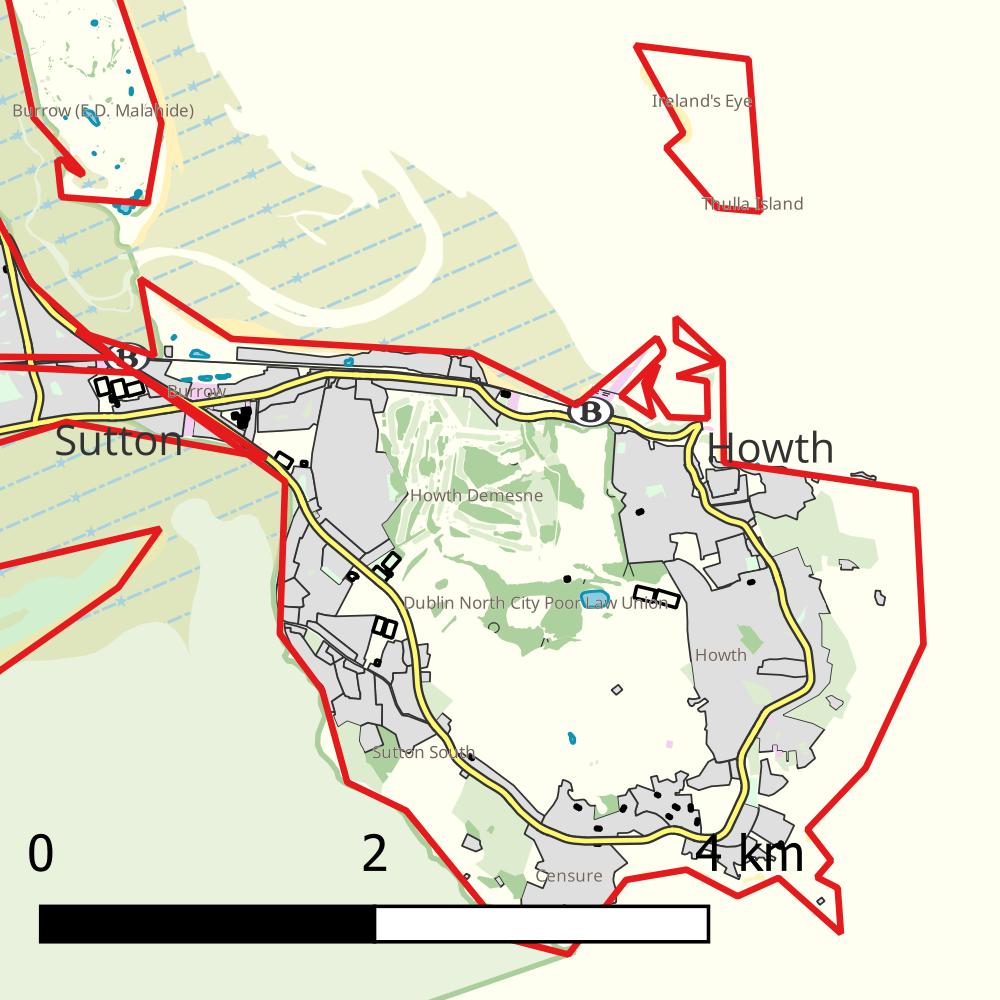 Ireland's Eye
Burrow (E.D. Malahide)
Thulla Island
B
Burrow
B
Sutton
Howth
Howth Demesne
Dublin North City Poor Law Union
Howth
Sutton South
0
2
4 km
Censure